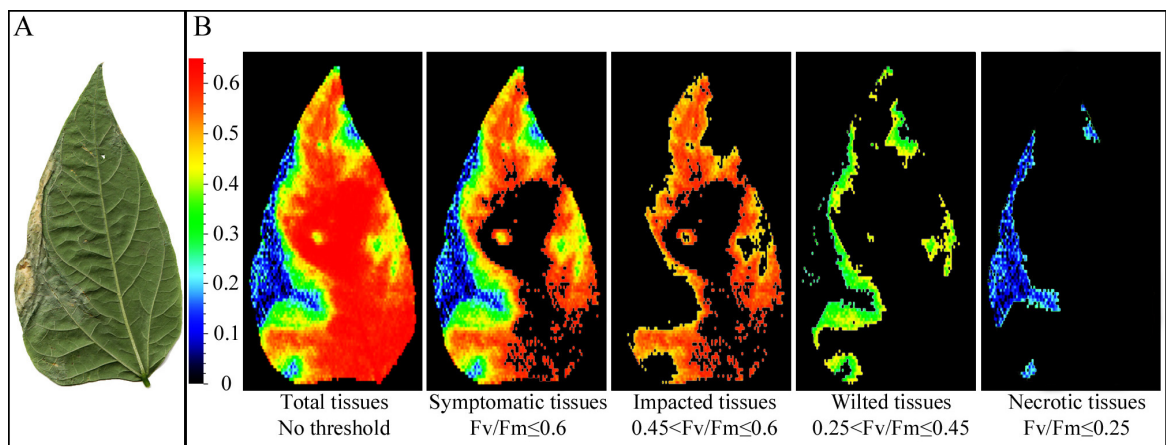 A
B
0.6
0.5
0.4
0.3
0.2
0.1
0
Total tissues
No threshold
Symptomatic tissues
Fv/Fm≤0.6
Impacted tissues
0.45<Fv/Fm≤0.6
Wilted tissues
0.25<Fv/Fm≤0.45
Necrotic tissues
Fv/Fm≤0.25